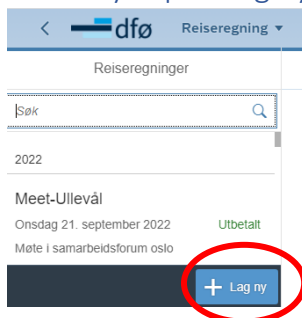 dfø Reiseregning
Reiseregninger
Søk
2022
Meet-Ullevål
Onsdag 21. september 2022 Utbetalt
Møte i samarbeidsforum oslo
+ Lag ny